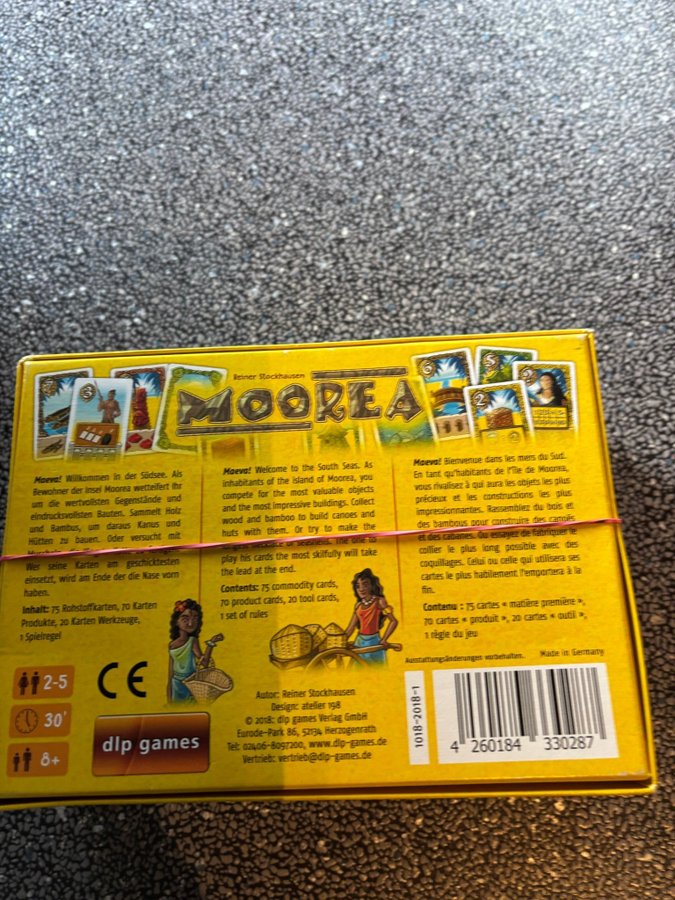 Reiner Stockhausen
MOOREA
Maeva! Willkommen in der Südsee. Als
Bewohner der Insel Moorea wetteifert ihr
um die wertvollsten Gegenstände und
eindrucksvollsten Bauten. Sammelt Holz
und Bambus, um daraus Kanus und
Hütten zu bauen. Oder versucht mit
Wer seine Karten am geschicktesten
einsetzt, wird am Ende der die Nase vorn
haben.
Inhalt: 75 Rohstoffkarten, 70 Karten
Produkte, 20 Karten Werkzeuge,
1 Spielregel
Maeva! Welcome to the South Seas. As
inhabitants of the island of Moorea, you
compete for the most valuable objects
and the most impressive buildings. Collect
wood and bamboo to build canoes and
huts with them. Or try to make the
The one to
play his cards the most skilfully will take
the lead at the end.
Contents: 75 commodity cards,
70 product cards, 20 tool cards,
1 set of rules
Maeva! Bienvenue dans les mers du Sud.
En tant qu'habitants de l'île de Moorea,
vous rivalisez à qui aura les objets les plus
précieux et les constructions les plus
impressionnantes. Rassemblez du bois et
des bambous pour construire des canoës
et des cabanes. Ou essayez de fabriquer le
collier le plus long possible avec des
coquillages. Celui ou celle qui utilisera ses
cartes le plus habilement l'emportera à la
fin.
Contenu : 75 cartes « matière première »,
70 cartes « produit », 20 cartes « outil »,
1 règle du jeu
Ausstattungsänderungen vorbehalten. Made in Germany
2-5
30'
8+
CE
dlp games
Autor: Reiner Stockhausen
Design: atelier 198
© 2018: dlp games Verlag GmbH
Eurode-Park 86, 52134 Herzogenrath
Tel: 02406-8097200, www.dlp-games.de
Vertrieb: vertrieb@dlp-games.de
1018-2018-1
4 260184 330287